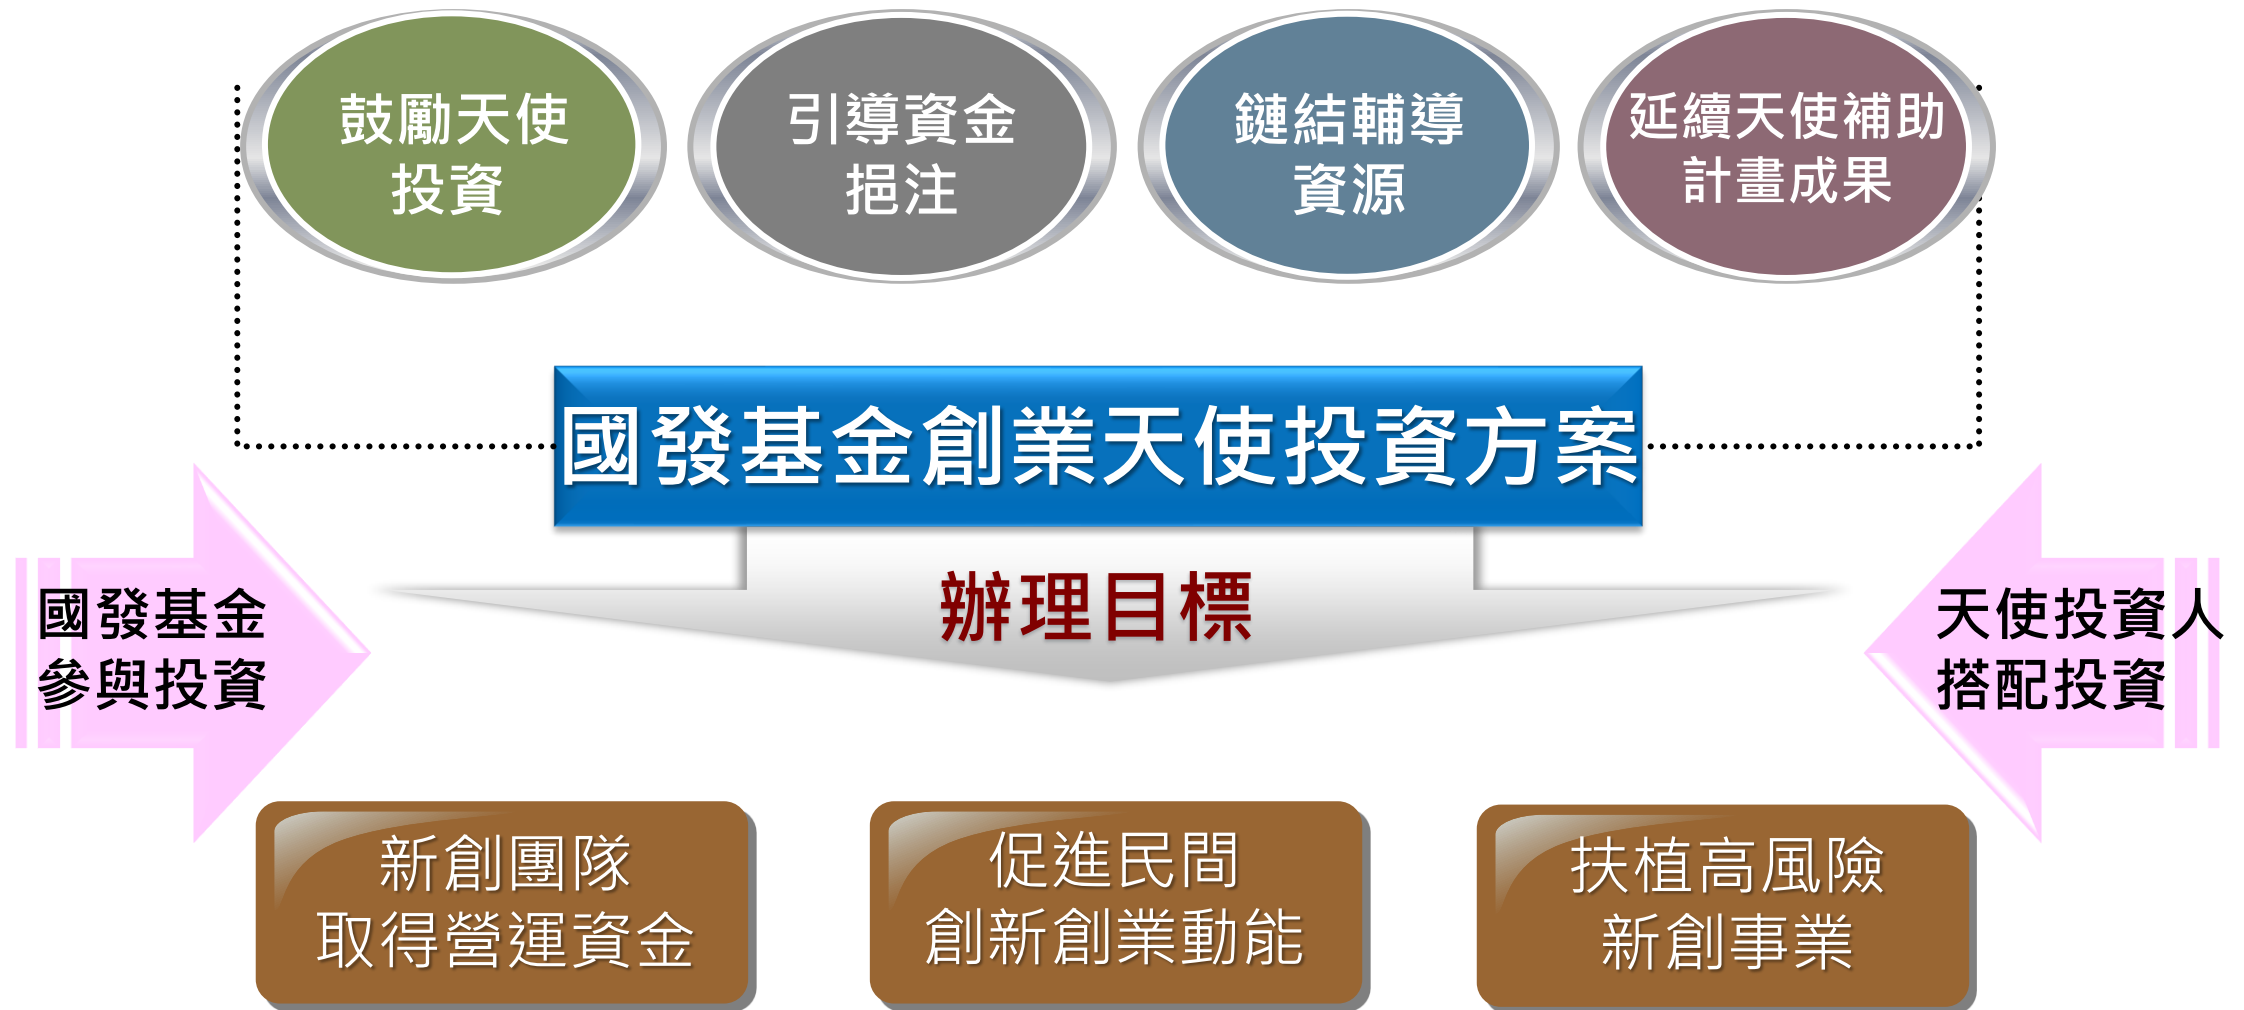 鼓勵天使
投資
引導資金
挹注
鏈結輔導
資源
延續天使補助
計畫成果
國發基金創業天使投資方案
辦理目標
國發基金
參與投資
天使投資人
搭配投資
新創團隊
取得營運資金
促進民間
創新創業動能
扶植高風險
新創事業